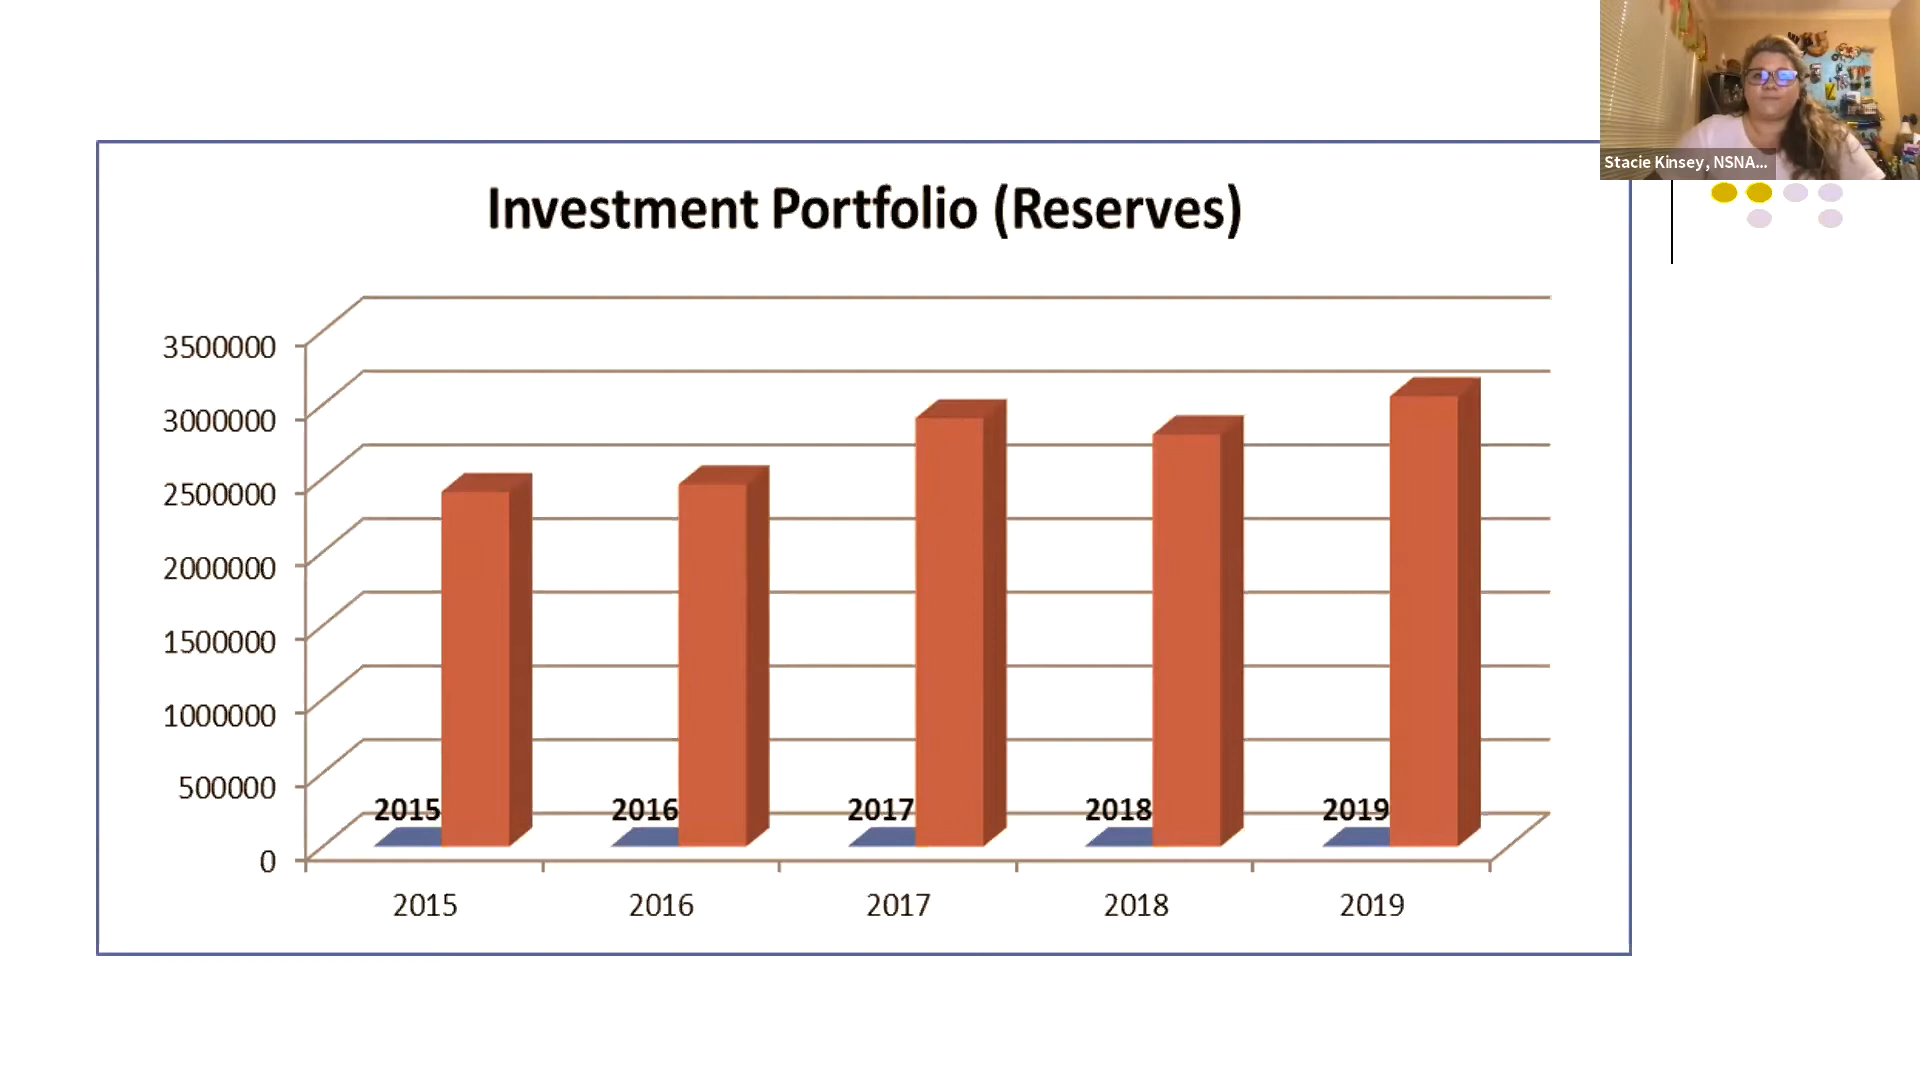 Stacie Kinsey, NSNA...
Investment Portfolio (Reserves)
3500000
3000000
2500000
2000000
1500000
1000000
500000
0
2015 2016 2017 2018 2019
2015 2016 2017 2018 2019